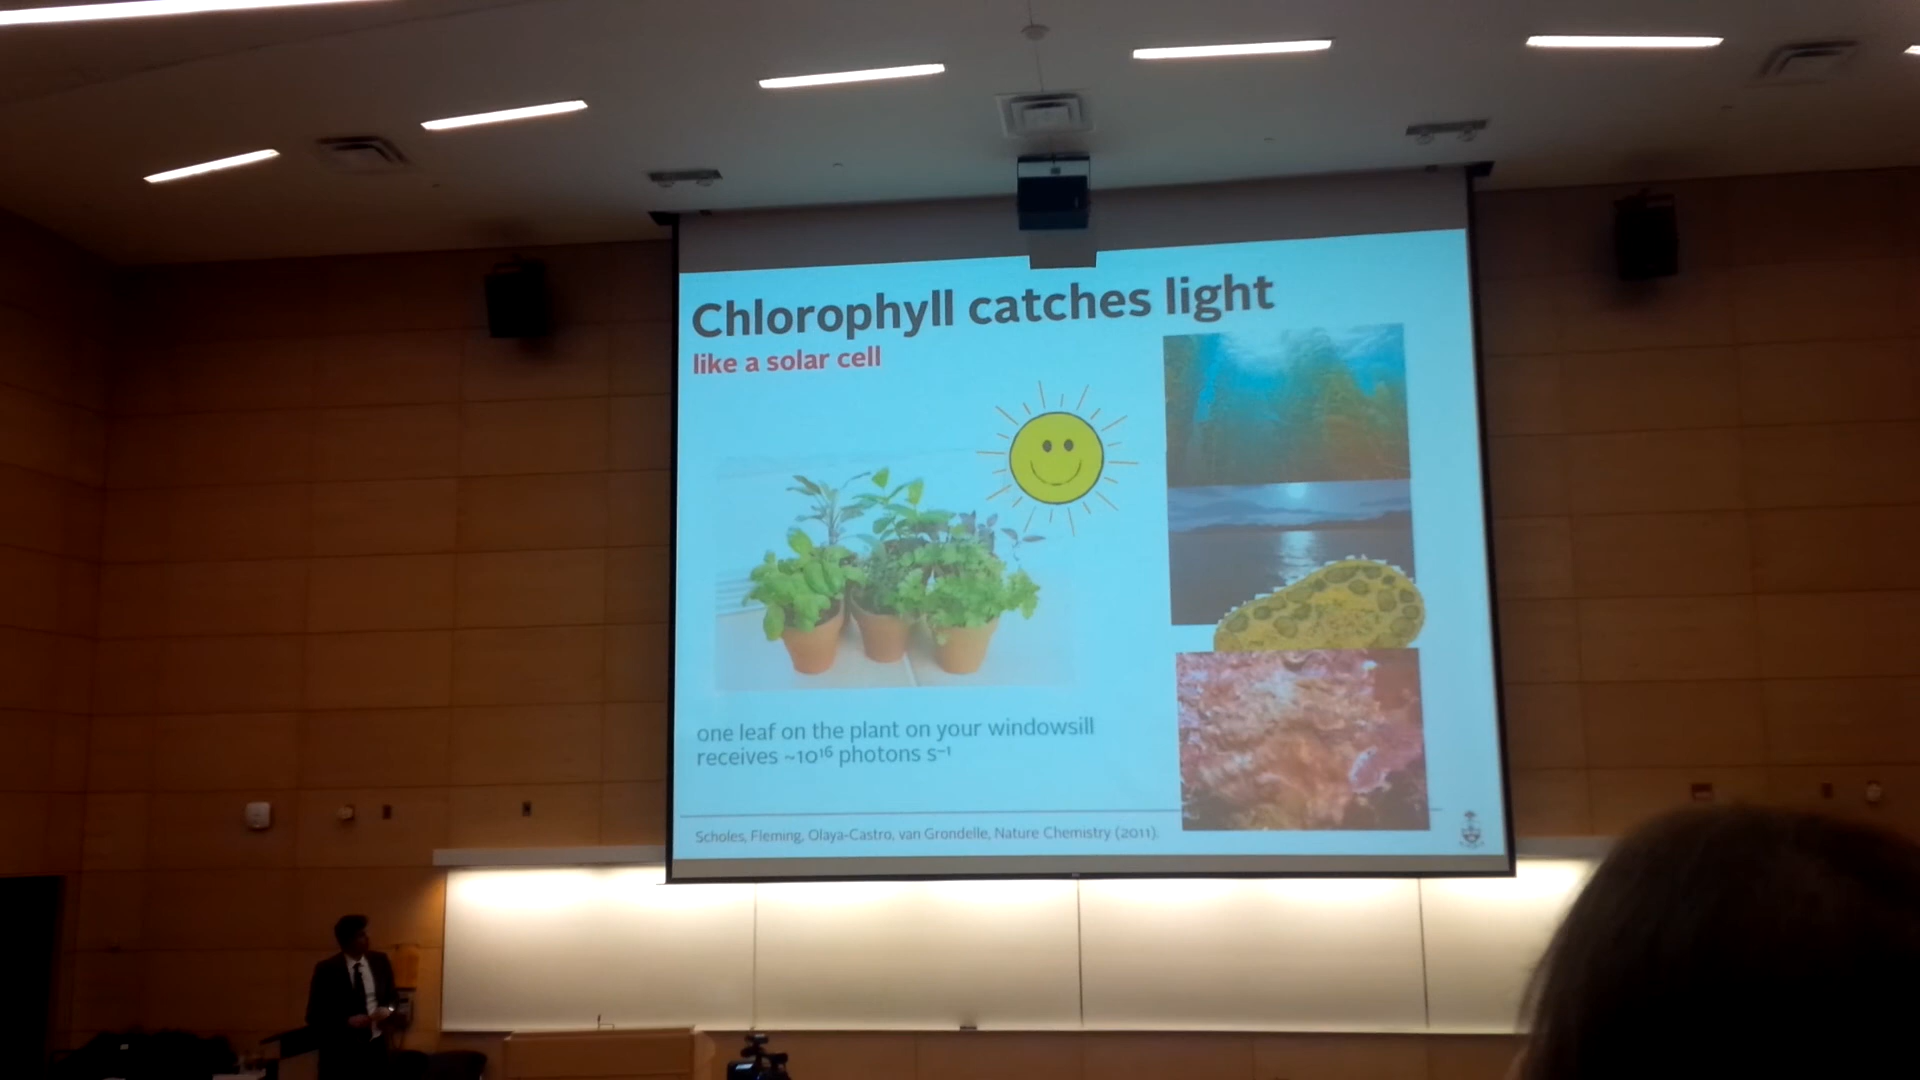 Chlorophyll catches light
like a solar cell
one leaf on the plant on your windowsill
receives ~10¹⁶ photons s⁻¹
Scholes, Fleming, Olaya-Castro, van Grondelle, Nature Chemistry (2011).